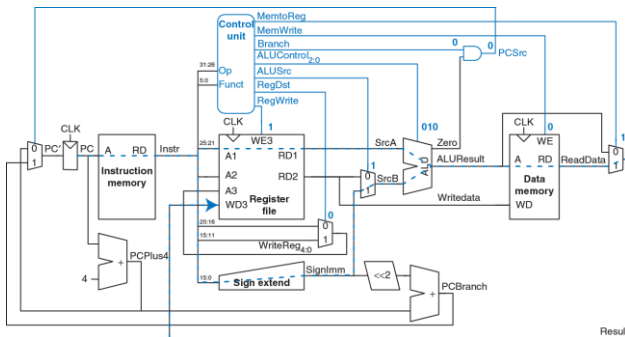 MemtoReg
Control
unit
MemWrite
Branch
0
0
PCSrc
ALUControl2:0
31:26
Op
ALUSrc
5:0
Funct
RegDst
RegWrite
CLK
CLK
1
010
CLK
0
WE3
WE
0
1
PC'
PC
A
RD
Instr
25:21
A1
RD1
SrcA
Zero
1
Instruction
memory
A2
RD2
0
1
SrcB
ALU
ALUResult
A
RD
ReadData
0
1
1
A3
Register
file
WD3
Data
memory
Writedata
WD
20:16
0
0
1
15:11
WriteReg4:0
PCPlus4
+
4
15:0
Sign extend
SignImm
<<2
+
PCBranch
Resul